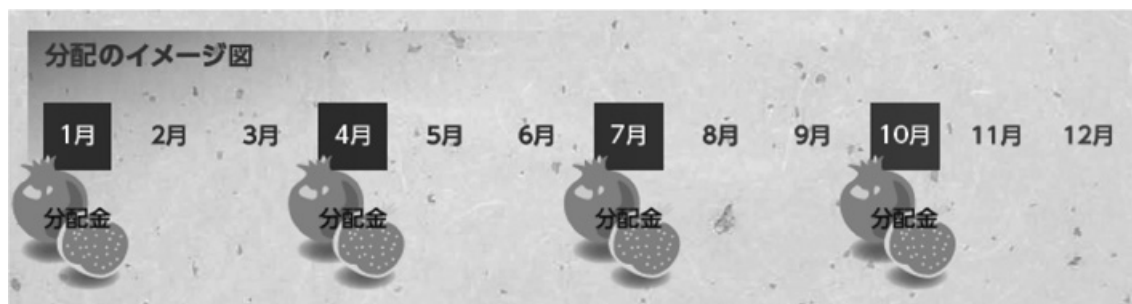 分配のイメージ図
1月 2月 3月 4月 5月 6月 7月 8月 9月 10月 11月 12月
分配金 分配金 分配金 分配金